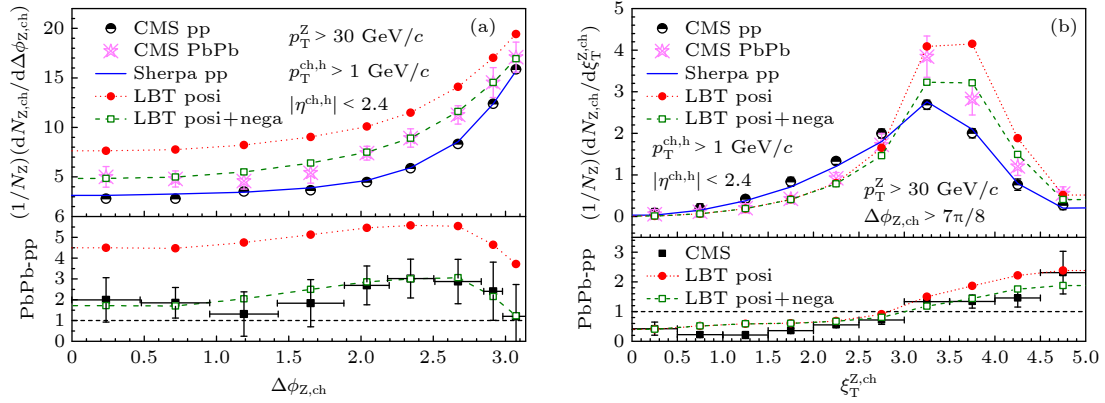 (a)
CMS pp
CMS PbPb
Sherpa pp
LBT posi
LBT posi+nega
p_T^Z > 30 GeV/c
p_T^{ch,h} > 1 GeV/c
|η^{ch,h}| < 2.4
(1/N_Z)(dN_{Z,ch}/dΔϕ_{Z,ch})
20
15
10
5
PbPb-pp
6
5
4
3
2
1
0
0 0.5 1.0 1.5 2.0 2.5 3.0
Δϕ_{Z,ch}
(b)
CMS pp
CMS PbPb
Sherpa pp
LBT posi
LBT posi+nega
p_T^{ch,h} > 1 GeV/c
|η^{ch,h}| < 2.4
p_T^Z > 30 GeV/c
Δϕ_{Z,ch} > 7π/8
(1/N_Z)(dN_{Z,ch}/dξ_T^{Z,ch})
5
4
3
2
1
0
CMS
LBT posi
LBT posi+nega
PbPb-pp
3
2
1
0
0 0.5 1.0 1.5 2.0 2.5 3.0 3.5 4.0 4.5 5.0
ξ_T^{Z,ch}